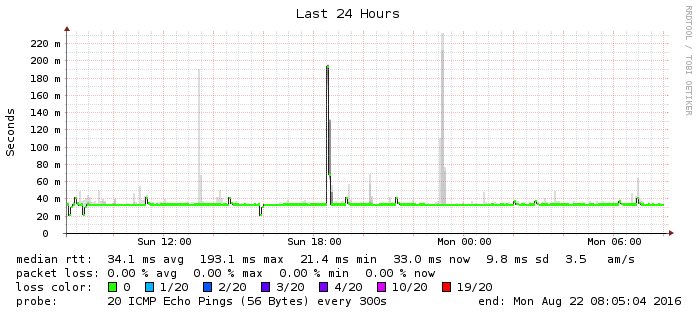 Last 24 Hours
RRDTOOL / TOBI OETIKER
Seconds
220 m
200 m
180 m
160 m
140 m
120 m
100 m
80 m
60 m
40 m
20 m
0
Sun 12:00 Sun 18:00 Mon 00:00 Mon 06:00
median rtt: 34.1 ms avg 193.1 ms max 21.4 ms min 33.0 ms now 9.8 ms sd 3.5 am/s
packet loss: 0.00 % avg 0.00 % max 0.00 % min 0.00 % now
loss color: 0 1/20 2/20 3/20 4/20 10/20 19/20
probe: 20 ICMP Echo Pings (56 Bytes) every 300s end: Mon Aug 22 08:05:04 2016